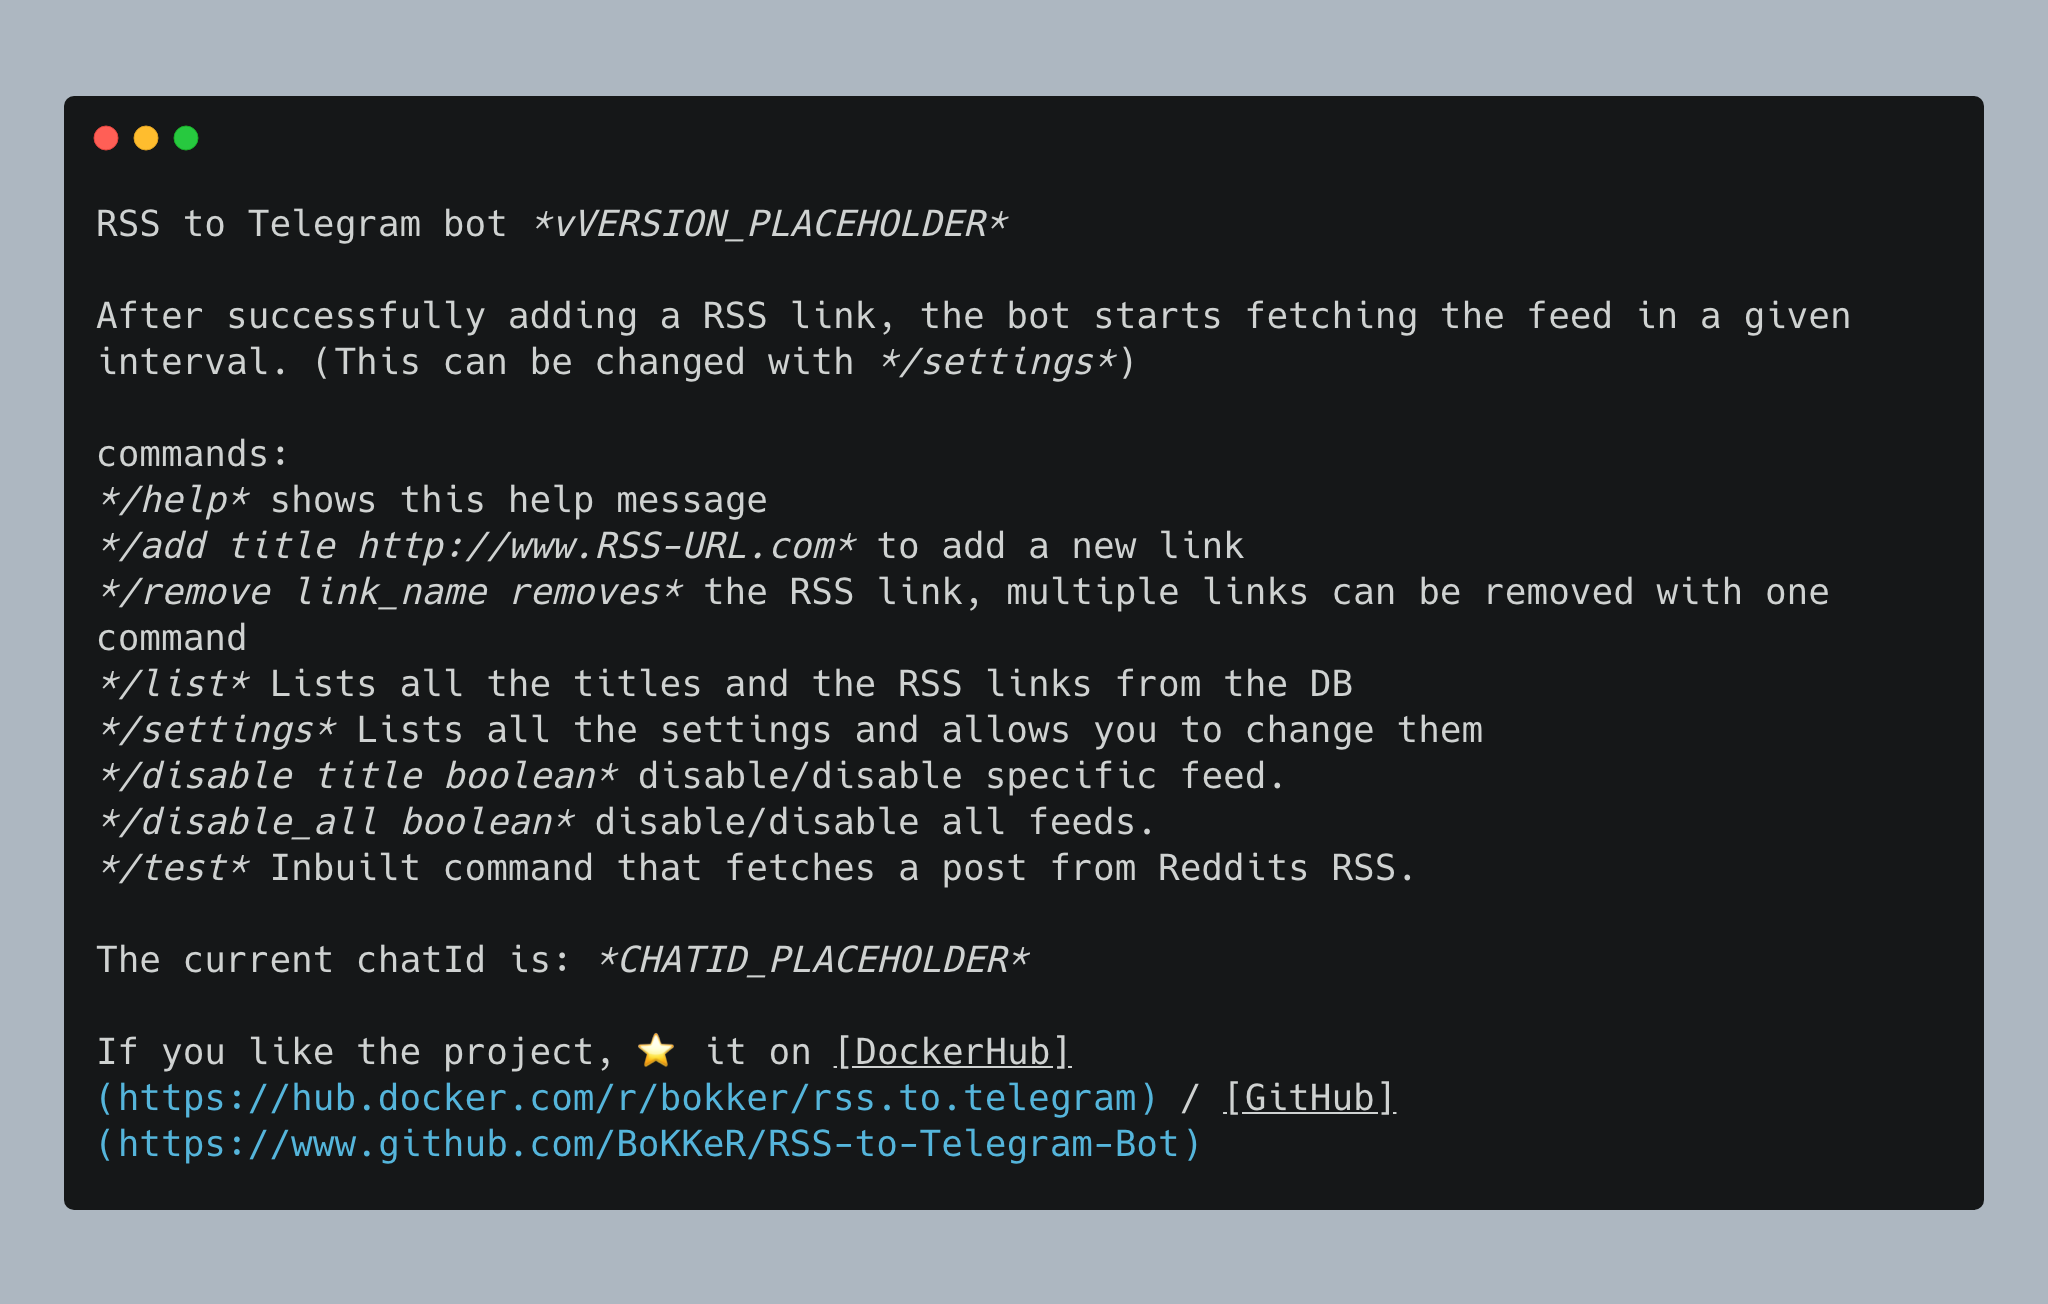 RSS to Telegram bot *vVERSION_PLACEHOLDER*
After successfully adding a RSS link, the bot starts fetching the feed in a given
interval. (This can be changed with */settings*)
commands:
*/help* shows this help message
*/add title http://www.RSS-URL.com* to add a new link
*/remove link_name removes* the RSS link, multiple links can be removed with one
command
*/list* Lists all the titles and the RSS links from the DB
*/settings* Lists all the settings and allows you to change them
*/disable title boolean* disable/disable specific feed.
*/disable_all boolean* disable/disable all feeds.
*/test* Inbuilt command that fetches a post from Reddits RSS.
The current chatId is: *CHATID_PLACEHOLDER*
If you like the project, ⭐ it on [DockerHub]
(https://hub.docker.com/r/bokker/rss.to.telegram) / [GitHub]
(https://www.github.com/BoKKeR/RSS-to-Telegram-Bot)